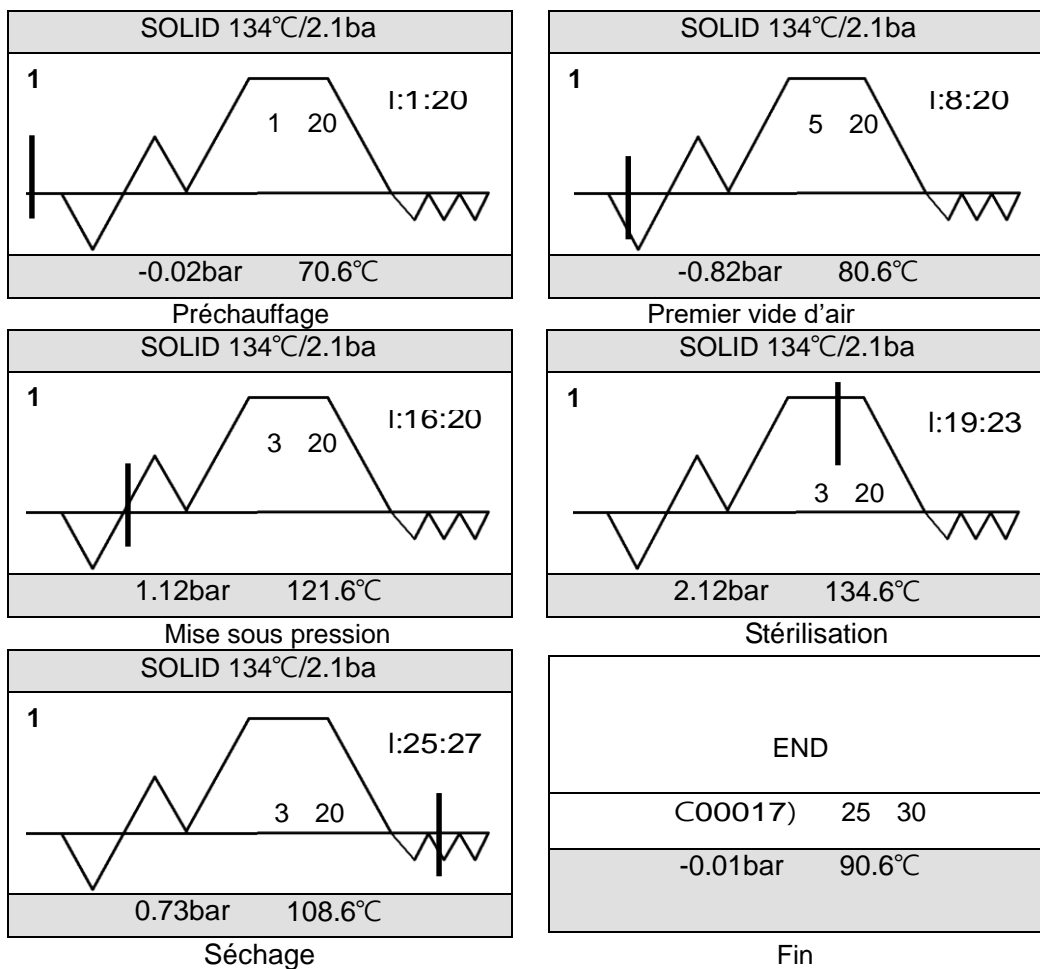 SOLID 134℃/2.1ba
1
I:1:20
1 20
-0.02bar 70.6℃
Préchauffage
SOLID 134℃/2.1ba
1
I:8:20
5 20
-0.82bar 80.6℃
Premier vide d’air
SOLID 134℃/2.1ba
1
I:16:20
3 20
1.12bar 121.6℃
Mise sous pression
SOLID 134℃/2.1ba
1
I:19:23
3 20
2.12bar 134.6℃
Stérilisation
SOLID 134℃/2.1ba
1
I:25:27
3 20
0.73bar 108.6℃
Séchage
END
C00017) 25 30
-0.01bar 90.6℃
Fin